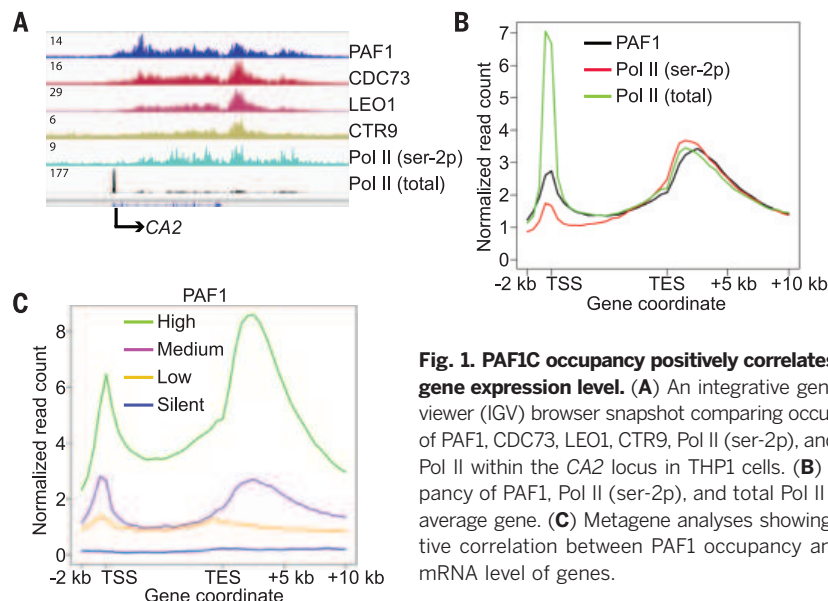 A
14
PAF1
16
CDC73
29
LEO1
6
CTR9
9
Pol II (ser-2p)
177
Pol II (total)
CA2
B
7
6
5
4
3
2
1
0
Normalized read count
PAF1
Pol II (ser-2p)
Pol II (total)
-2 kb TSS TES +5 kb +10 kb
Gene coordinate
C
PAF1
8
6
4
2
0
Normalized read count
High
Medium
Low
Silent
-2 kb TSS TES +5 kb +10 kb
Gene coordinate
Fig. 1. PAF1C occupancy positively correlates
gene expression level. (A) An integrative gen
viewer (IGV) browser snapshot comparing occu
of PAF1, CDC73, LEO1, CTR9, Pol II (ser-2p), and
Pol II within the CA2 locus in THP1 cells. (B)
pancy of PAF1, Pol II (ser-2p), and total Pol II
average gene. (C) Metagene analyses showing
tive correlation between PAF1 occupancy an
mRNA level of genes.